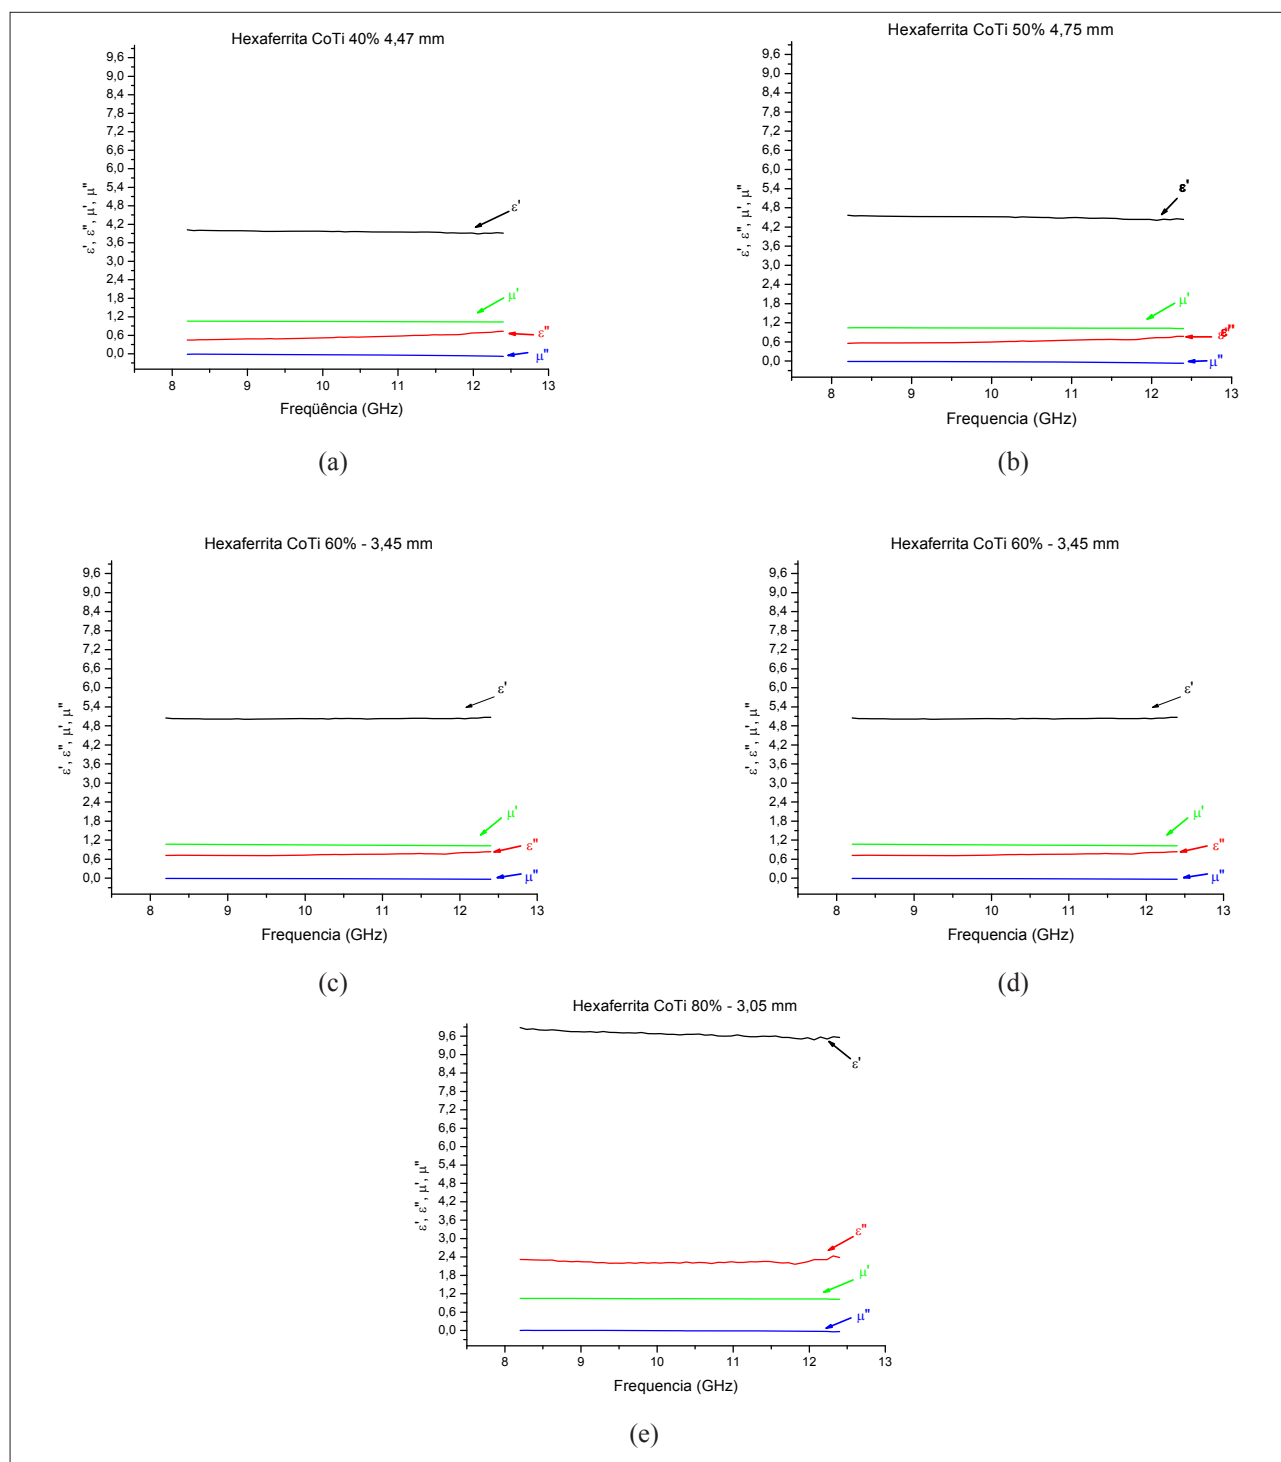 Hexaferrita CoTi 40% 4,47 mm
9,6
9,0
8,4
7,8
7,2
6,6
6,0
5,4
4,8
4,2
3,6
3,0
2,4
1,8
1,2
0,6
0,0
ε', ε'', μ', μ''
ε'
μ'
ε''
μ''
8 9 10 11 12 13
Freqüência (GHz)
(a)
Hexaferrita CoTi 50% 4,75 mm
9,6
9,0
8,4
7,8
7,2
6,6
6,0
5,4
4,8
4,2
3,6
3,0
2,4
1,8
1,2
0,6
0,0
ε', ε'', μ', μ''
ε'
μ'
ε''
μ''
8 9 10 11 12 13
Frequencia (GHz)
(b)
Hexaferrita CoTi 60% - 3,45 mm
9,6
9,0
8,4
7,8
7,2
6,6
6,0
5,4
4,8
4,2
3,6
3,0
2,4
1,8
1,2
0,6
0,0
ε', ε'', μ', μ''
ε'
μ'
ε''
μ''
8 9 10 11 12 13
Frequencia (GHz)
(c)
Hexaferrita CoTi 60% - 3,45 mm
9,6
9,0
8,4
7,8
7,2
6,6
6,0
5,4
4,8
4,2
3,6
3,0
2,4
1,8
1,2
0,6
0,0
ε', ε'', μ', μ''
ε'
μ'
ε''
μ''
8 9 10 11 12 13
Frequencia (GHz)
(d)
Hexaferrita CoTi 80% - 3,05 mm
9,6
9,0
8,4
7,8
7,2
6,6
6,0
5,4
4,8
4,2
3,6
3,0
2,4
1,8
1,2
0,6
0,0
ε', ε'', μ', μ''
ε'
ε''
μ'
μ''
8 9 10 11 12 13
Frequencia (GHz)
(e)